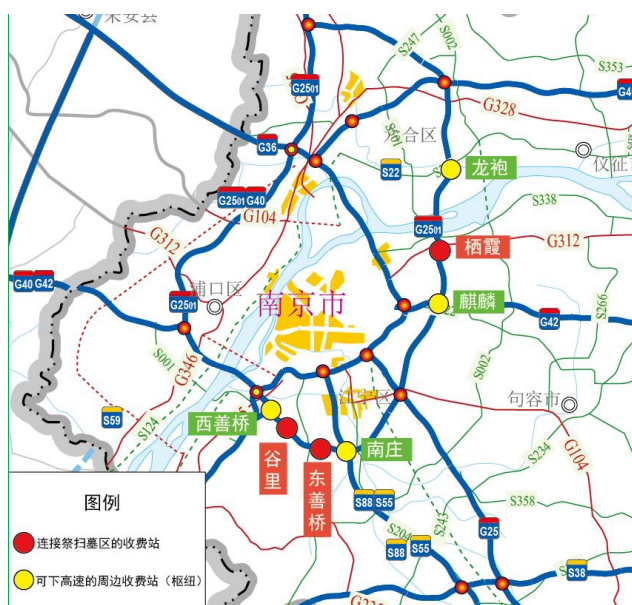 来安县
S247
S002
S353
G2501
G328
G40
G36
S501
六合区
仪征
S22
龙袍
G2501 G40
G104
G2501
S338
G312
栖霞
G312
G40 G42
G2501
浦口区
南京市
麒麟
G42
S266
S001
G346
S002
江宁区
句容市
S59
S124
西善桥
谷里
东善桥
南庄
S234
G104
S88 S55
S358
S243
G25
S204
S88
S55
S38
图例
连接祭扫墓区的收费站
可下高速的周边收费站（枢纽）